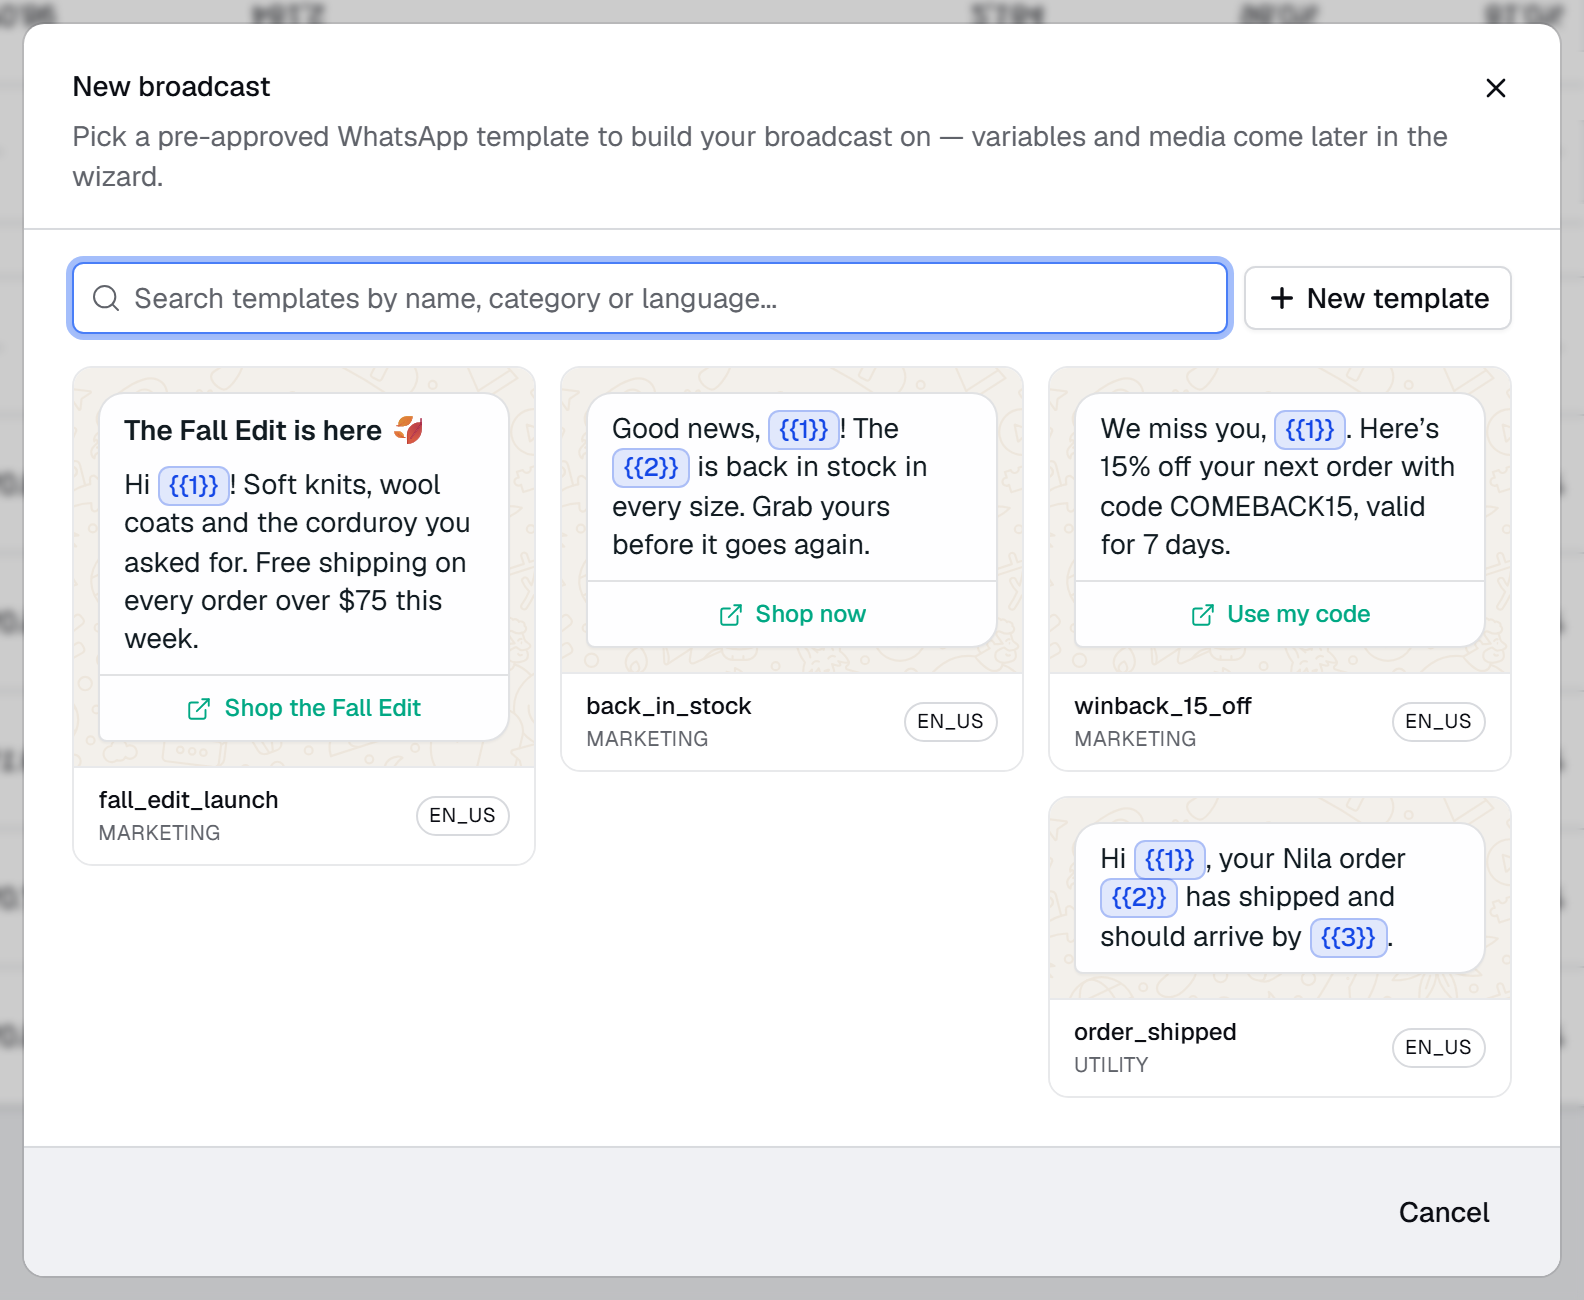 New broadcast
Pick a pre-approved WhatsApp template to build your broadcast on — variables and media come later in the
wizard.
Search templates by name, category or language...
New template
The Fall Edit is here 🍂
Hi {{1}}! Soft knits, wool
coats and the corduroy you
asked for. Free shipping on
every order over $75 this
week.
Shop the Fall Edit
fall_edit_launch
MARKETING
EN_US
Good news, {{1}}! The
{{2}} is back in stock in
every size. Grab yours
before it goes again.
Shop now
back_in_stock
MARKETING
EN_US
We miss you, {{1}}. Here’s
15% off your next order with
code COMEBACK15, valid
for 7 days.
Use my code
winback_15_off
MARKETING
EN_US
Hi {{1}}, your Nila order
{{2}} has shipped and
should arrive by {{3}}.
order_shipped
UTILITY
EN_US
Cancel